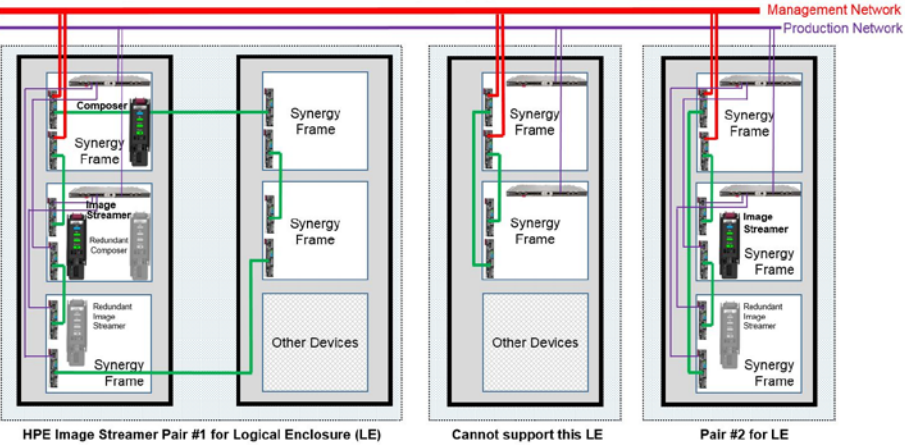 Management Network
Production Network
Composer
Synergy
Frame
Image
Streamer
Redundant
Composer
Redundant
Image
Streamer
Synergy
Frame
Synergy
Frame
Synergy
Frame
Other Devices
Synergy
Frame
Synergy
Frame
Other Devices
Synergy
Frame
Image
Streamer
Synergy
Frame
Redundant
Image
Streamer
Synergy
Frame
HPE Image Streamer Pair #1 for Logical Enclosure (LE)
Cannot support this LE
Pair #2 for LE